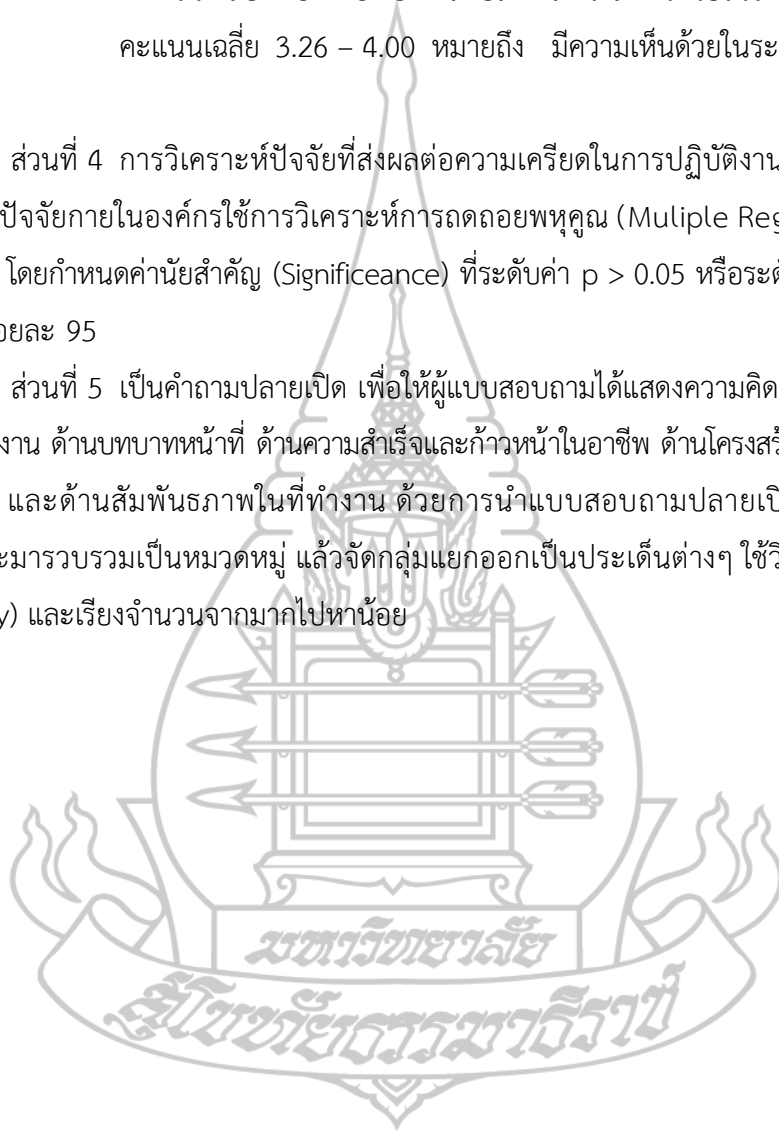 คะแนนเฉลี่ย 3.26 – 4.00 หมายถึง มีความเห็นด้วยในระ
ส่วนที่ 4 การวิเคราะห์ปัจจัยที่ส่งผลต่อความเครียดในการปฏิบัติงาน
ปัจจัยภายในองค์กรใช้การวิเคราะห์การถดถอยพหุคูณ (Muliple Reg
โดยกำหนดค่านัยสำคัญ (Significeance) ที่ระดับค่า p > 0.05 หรือระดั
อยละ 95
ส่วนที่ 5 เป็นคำถามปลายเปิด เพื่อให้ผู้แบบสอบถามได้แสดงความคิด
งาน ด้านบทบาทหน้าที่ ด้านความสำเร็จและก้าวหน้าในอาชีพ ด้านโครงสร้
และด้านสัมพันธภาพในที่ทำงาน ด้วยการนำแบบสอบถามปลายเปิ
ะมารวบรวมเป็นหมวดหมู่ แล้วจัดกลุ่มแยกออกเป็นประเด็นต่างๆ ใช้วิ
y) และเรียงจำนวนจากมากไปหาน้อย
มหาวิทยาลัย
สุโขทัยธรรมาธิราช